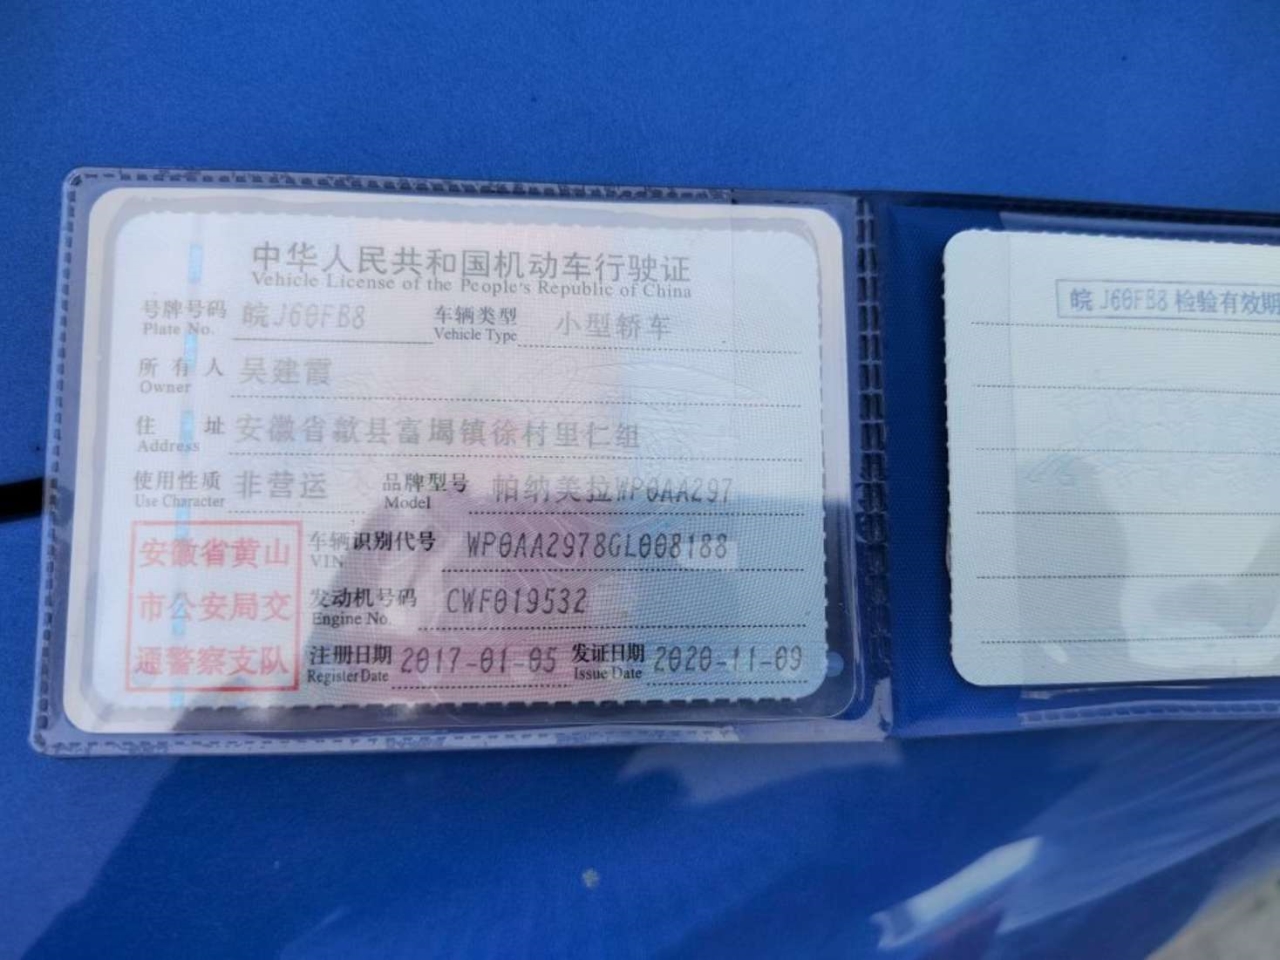 中华人民共和国机动车行驶证
Vehicle License of the People's Republic of China
号牌号码 皖J60FB8 车辆类型 小型轿车
Plate No. Vehicle Type
所有人 吴建霞
Owner
住址 安徽省歙县富堨镇徐村里仁组
Address
使用性质 非营运 品牌型号 帕纳美拉WP0AA297
Use Character Model
安徽省黄山
市公安局交
通警察支队
车辆识别代号 WP0AA2978GL008188
VIN
发动机号码 CWF019532
Engine No.
注册日期 2017-01-05 发证日期 2020-11-09
Register Date Issue Date
皖J60FB8 检验有效期